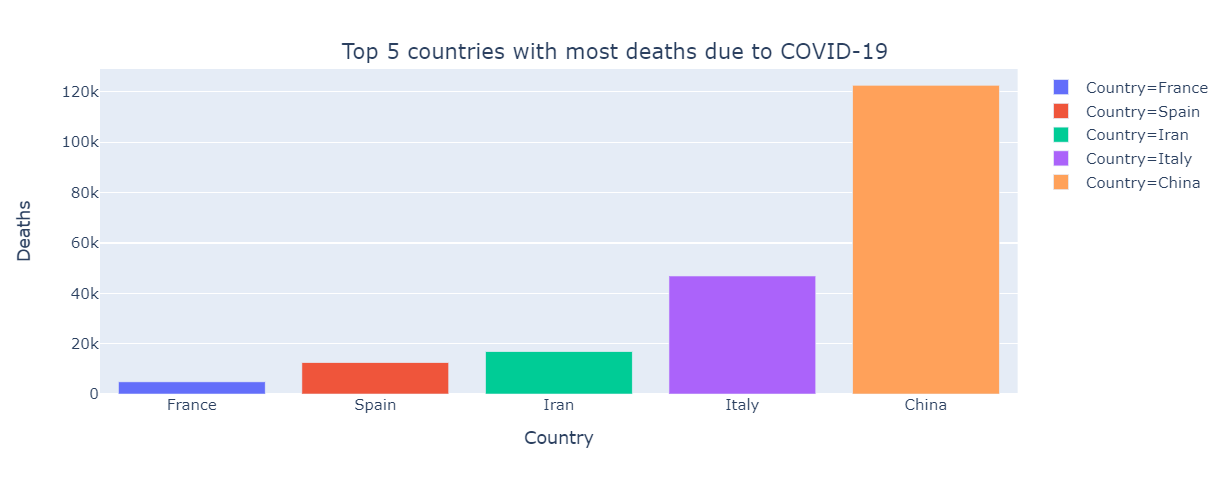 Top 5 countries with most deaths due to COVID-19
Deaths
120k
100k
80k
60k
40k
20k
0
France Spain Iran Italy China
Country
Country=France
Country=Spain
Country=Iran
Country=Italy
Country=China